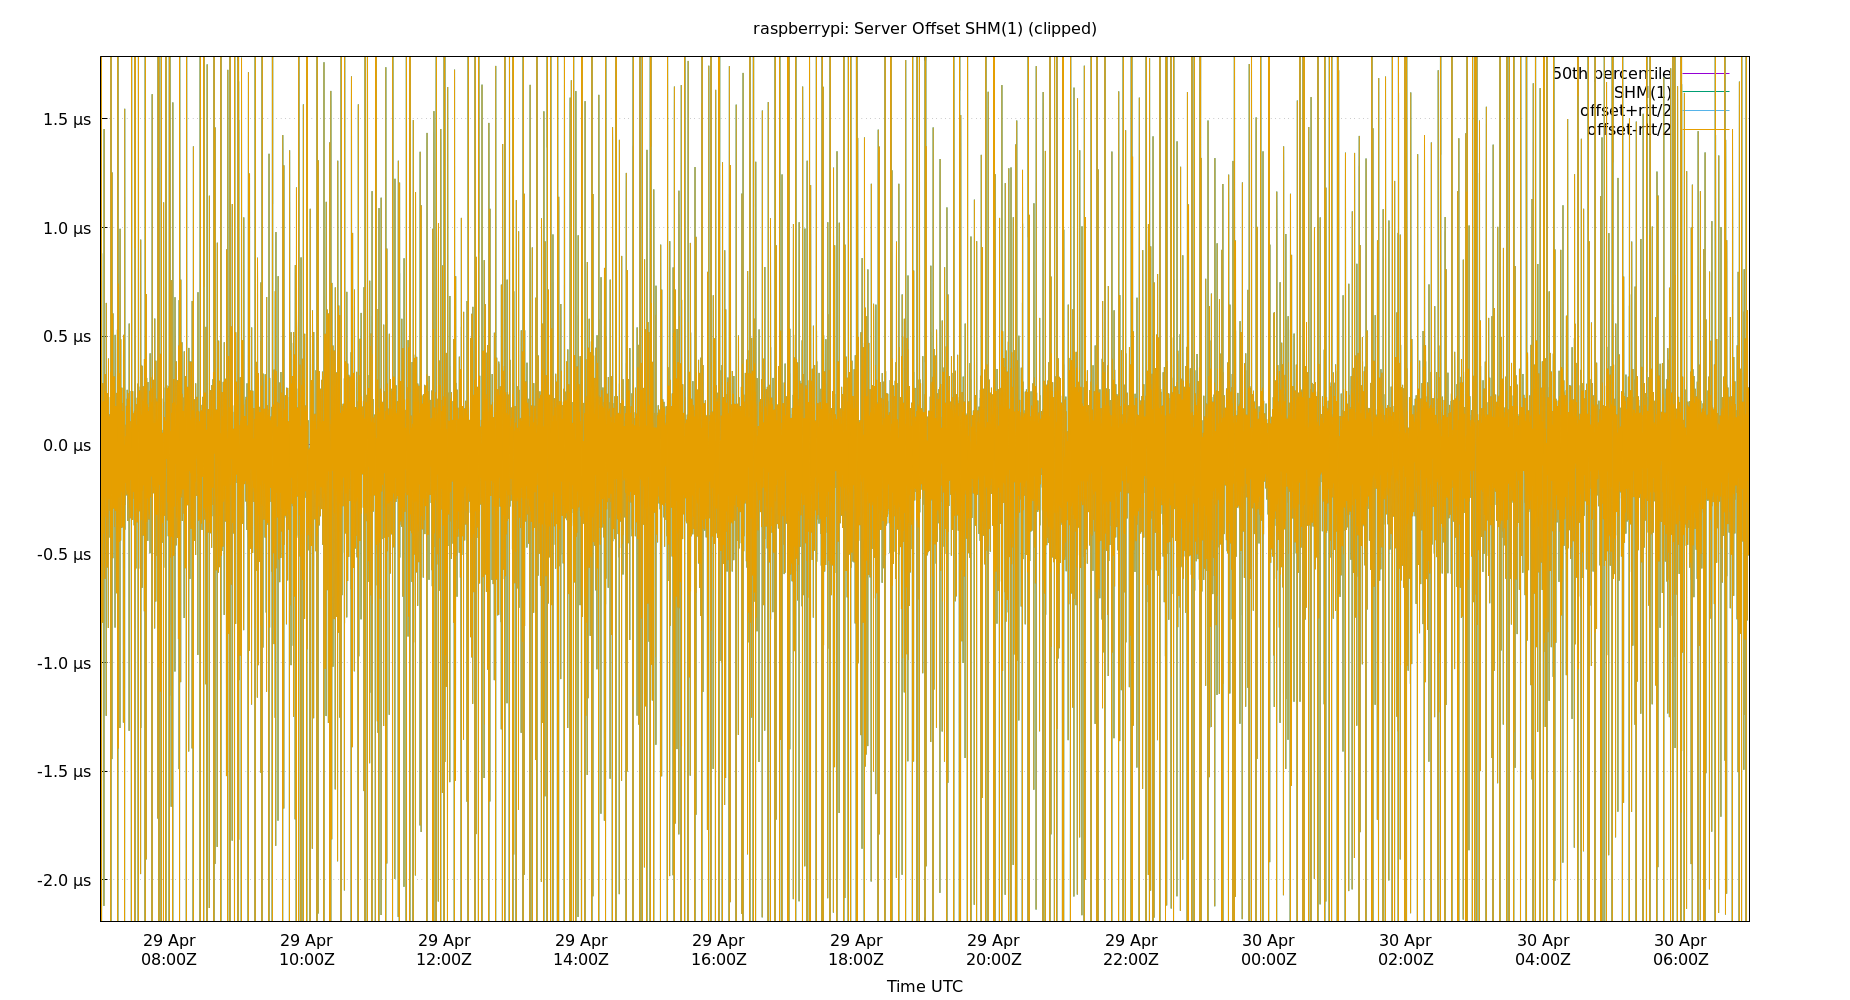 raspberrypi: Server Offset SHM(1) (clipped)
50th percentile
SHM(1)
offset+rtt/2
offset-rtt/2
1.5 µs
1.0 µs
0.5 µs
0.0 µs
-0.5 µs
-1.0 µs
-1.5 µs
-2.0 µs
29 Apr 29 Apr 29 Apr 29 Apr 29 Apr 29 Apr 29 Apr 29 Apr 30 Apr 30 Apr 30 Apr 30 Apr
08:00Z 10:00Z 12:00Z 14:00Z 16:00Z 18:00Z 20:00Z 22:00Z 00:00Z 02:00Z 04:00Z 06:00Z
Time UTC